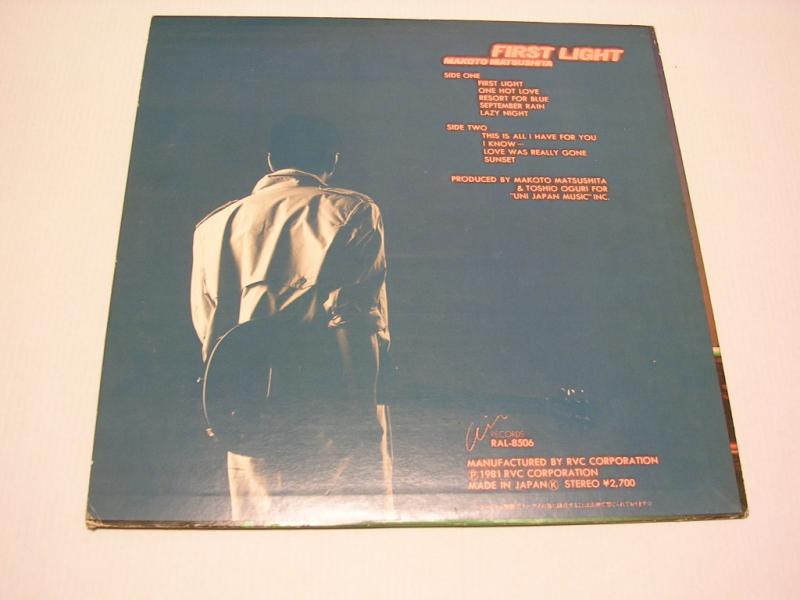 FIRST LIGHT
MAKOTO MATSUSHITA
SIDE ONE
FIRST LIGHT
ONE HOT LOVE
RESORT FOR BLUE
SEPTEMBER RAIN
LAZY NIGHT
SIDE TWO
THIS IS ALL I HAVE FOR YOU
I KNOW—
LOVE WAS REALLY GONE
SUNSET
PRODUCED BY MAKOTO MATSUSHITA
& TOSHIO OGURI FOR
"UNI JAPAN MUSIC" INC.
Air
RECORDS
RAL-8506
MANUFACTURED BY RVC CORPORATION
Ⓟ 1981 RVC CORPORATION
MADE IN JAPAN Ⓚ STEREO ¥2,700